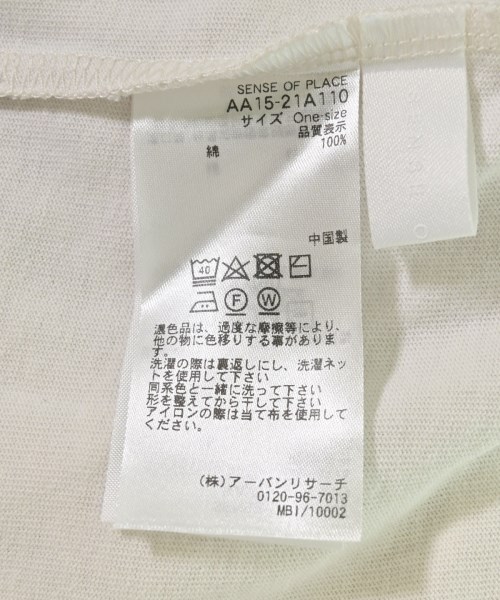 SENSE OF PLACE
AA15-21A110
サイズ One-size
品質表示
綿 100%
中国製
40
F W
濃色品は、過度な摩擦等により、
他の物に色移りする事がありま
す。
洗濯の際は裏返しにし、洗濯ネッ
トを使用して下さい
同系色と一緒に洗って下さい
形を整えてから干して下さい
アイロンの際は当て布を使用して
ください。
(株)アーバンリサーチ
0120-96-7013
MBI/10002